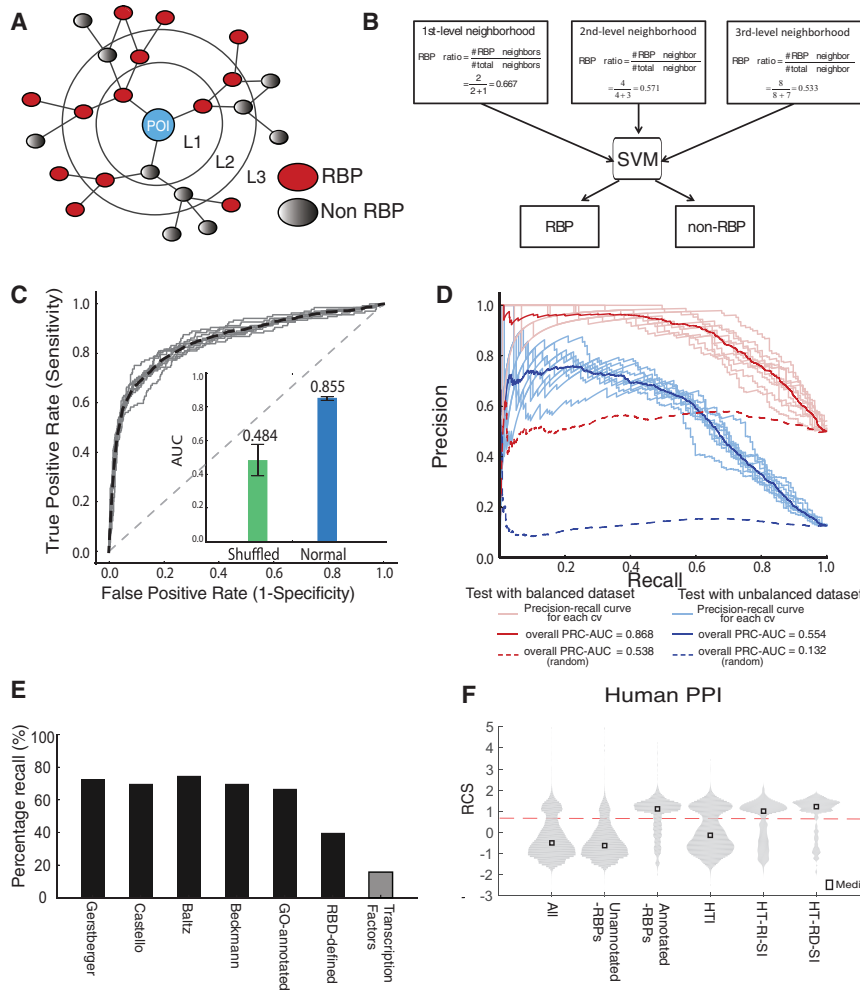 A
POI
L1
L2
L3
RBP
Non RBP
B
1st-level neighborhood
RBP ratio = #RBP neighbors / #total neighbors
= 2 / 2+1 = 0.667
2nd-level neighborhood
RBP ratio = #RBP neighbor / #total neighbor
= 4 / 4+3 = 0.571
3rd-level neighborhood
RBP ratio = #RBP neighbor / #total neighbor
= 8 / 8+7 = 0.533
SVM
RBP
non-RBP
C
True Positive Rate (Sensitivity)
1.0
0.8
0.6
0.4
0.2
0.0
0.0 0.2 0.4 0.6 0.8 1.0
False Positive Rate (1-Specificity)
AUC
1.0
0.8
0.6
0.4
0.2
0.0
0.484
0.855
Shuffled
Normal
D
Precision
1.0
0.8
0.6
0.4
0.2
0.0
0.2 0.4 0.6 0.8 1.0
Recall
Test with balanced dataset
Precision-recall curve
for each cv
overall PRC-AUC = 0.868
overall PRC-AUC = 0.538
(random)
Test with unbalanced dataset
Precision-recall curve
for each cv
overall PRC-AUC = 0.554
overall PRC-AUC = 0.132
(random)
E
Percentage recall (%)
100
80
60
40
20
0
Gerstberger
Castello
Baltz
Beckmann
GO-annotated
RBD-defined
Transcription
Factors
F
Human PPI
RCS
5
4
2
1
0
-1
-3
Medi
All
Unannotated
-RBPs
Annotated
-RBPs
HTI
HT-RI-SI
HT-RD-SI